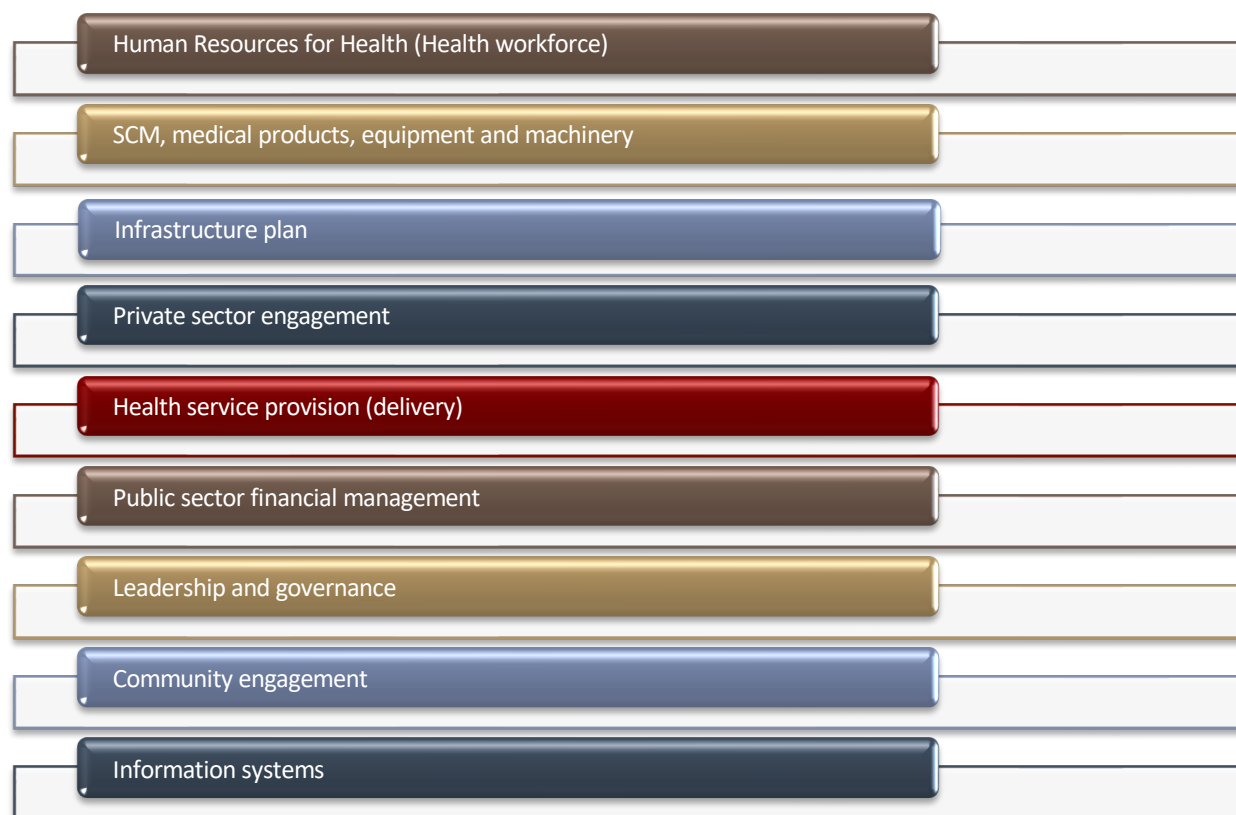 Human Resources for Health (Health workforce)
SCM, medical products, equipment and machinery
Infrastructure plan
Private sector engagement
Health service provision (delivery)
Public sector financial management
Leadership and governance
Community engagement
Information systems